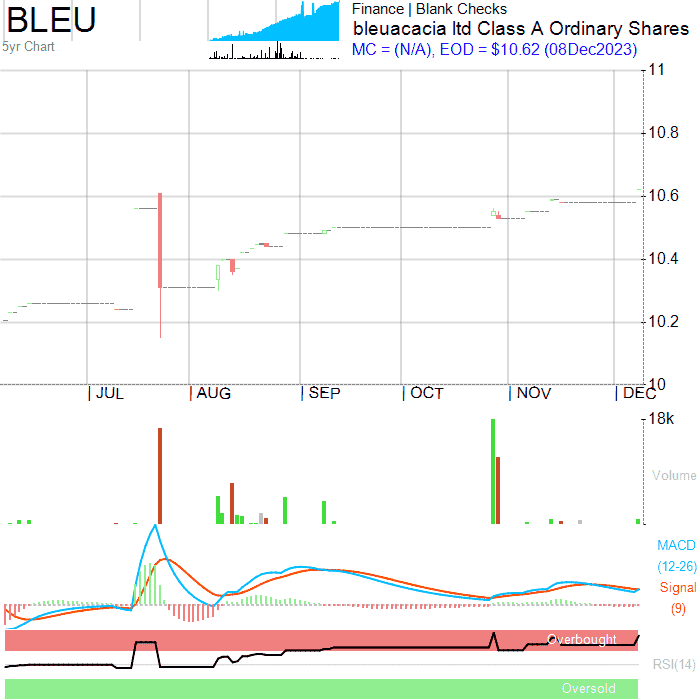 BLEU
5yr Chart
Finance | Blank Checks
bleuacacia ltd Class A Ordinary Shares
MC = (N/A), EOD = $10.62 (08Dec2023)
11
10.8
10.6
10.4
10.2
10
JUL AUG SEP OCT NOV DEC
18k
Volume
MACD
(12-26)
Signal
(9)
Overbought
RSI(14)
Oversold